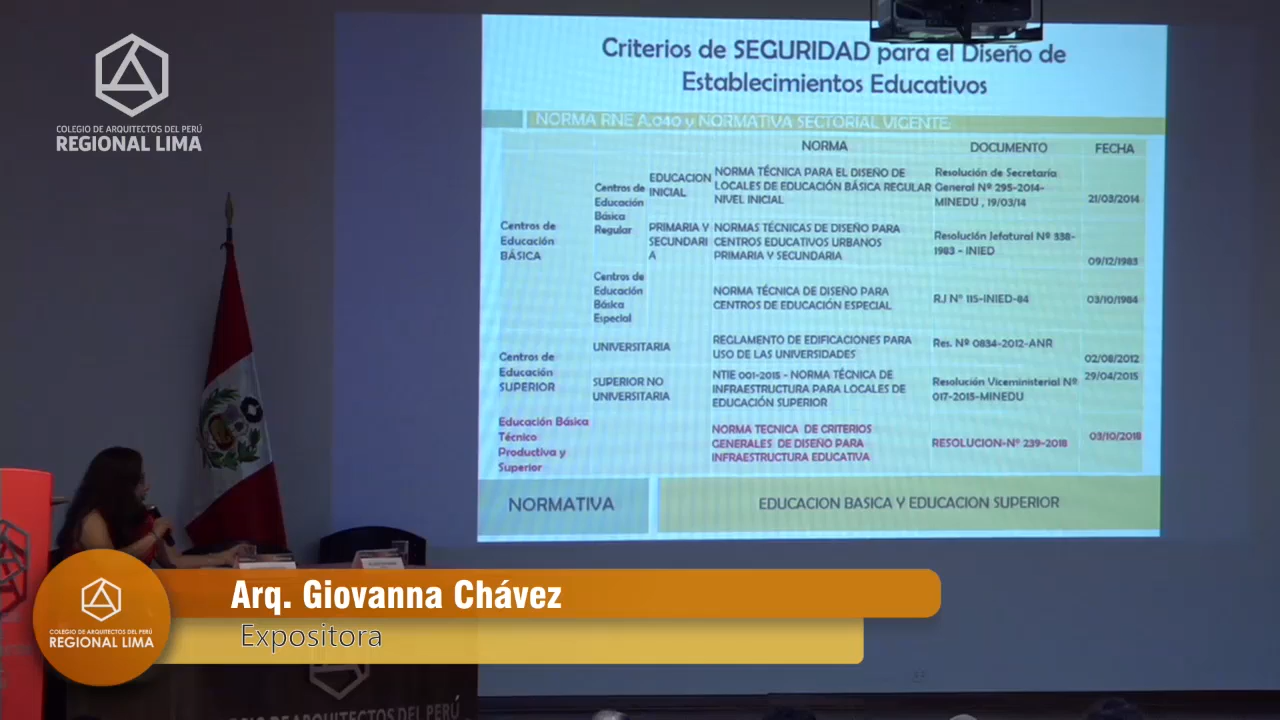 COLEGIO DE ARQUITECTOS DEL PERÚ
REGIONAL LIMA
Criterios de SEGURIDAD para el Diseño de
Establecimientos Educativos
NORMA RNE A.040 y NORMATIVA SECTORIAL VIGENTE
NORMA DOCUMENTO FECHA
Centros de
Educación
BÁSICA
Centros de
Educación
Básica
Regular
EDUCACION
INICIAL
NORMA TÉCNICA PARA EL DISEÑO DE
LOCALES DE EDUCACIÓN BÁSICA REGULAR
NIVEL INICIAL
Resolución de Secretaría
General Nº 295-2014-
MINEDU , 19/03/14
21/03/2014
PRIMARIA Y
SECUNDARI
A
NORMAS TÉCNICAS DE DISEÑO PARA
CENTROS EDUCATIVOS URBANOS
PRIMARIA Y SECUNDARIA
Resolución Jefatural Nº 338-
1983 - INIED
09/12/1983
Centros de
Educación
Básica
Especial
NORMA TÉCNICA DE DISEÑO PARA
CENTROS DE EDUCACIÓN ESPECIAL
RJ N° 115-INIED-84
03/10/1984
Centros de
Educación
SUPERIOR
UNIVERSITARIA
REGLAMENTO DE EDIFICACIONES PARA
USO DE LAS UNIVERSIDADES
Res. Nº 0834-2012-ANR
02/08/2012
SUPERIOR NO
UNIVERSITARIA
NTIE 001-2015 - NORMA TÉCNICA DE
INFRAESTRUCTURA PARA LOCALES DE
EDUCACIÓN SUPERIOR
Resolución Viceministerial Nº
017-2015-MINEDU
29/04/2015
Educación Básica
Técnico
Productiva y
Superior
NORMA TECNICA DE CRITERIOS
GENERALES DE DISEÑO PARA
INFRAESTRUCTURA EDUCATIVA
RESOLUCION-Nº 239-2018
03/10/2018
NORMATIVA
EDUCACION BASICA Y EDUCACION SUPERIOR
Arq. Giovanna Chávez
Expositora
COLEGIO DE ARQUITECTOS DEL PERÚ
REGIONAL LIMA
COLEGIO DE ARQUITECTOS DEL PERÚ